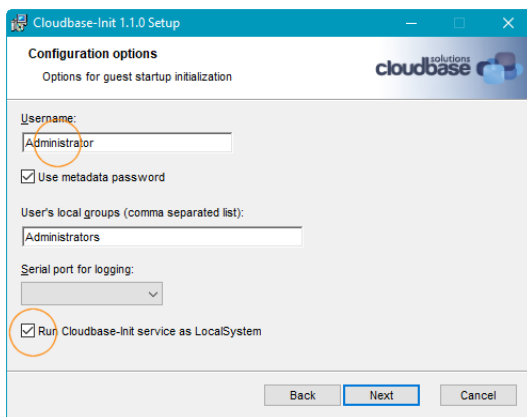 Cloudbase-Init 1.1.0 Setup
Configuration options
Options for guest startup initialization
cloudbase solutions
Username:
Administrator
Use metadata password
User's local groups (comma separated list):
Administrators
Serial port for logging:
Run Cloudbase-Init service as LocalSystem
Back Next Cancel